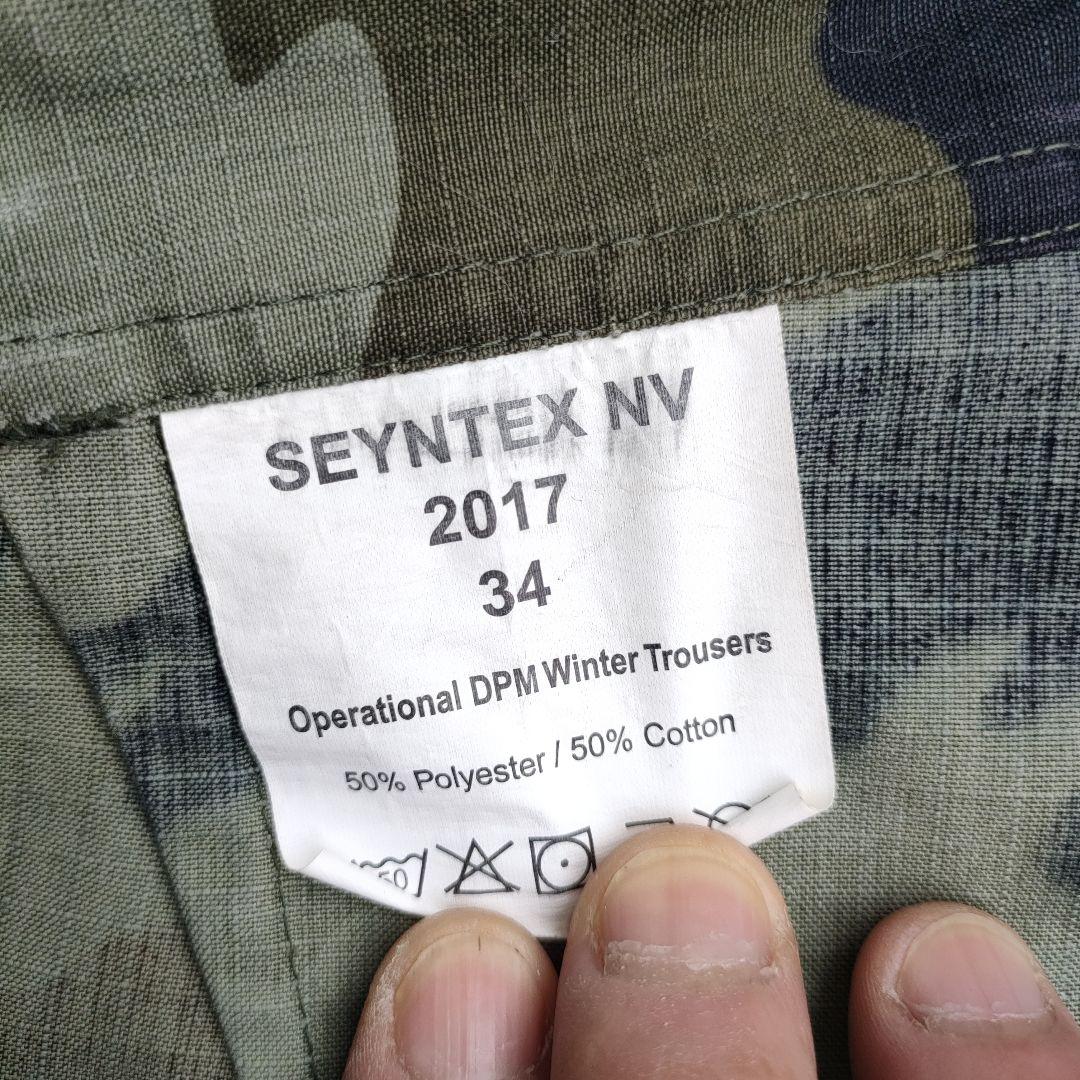 SEYNTEX NV
2017
34
Operational DPM Winter Trousers
50% Polyester / 50% Cotton